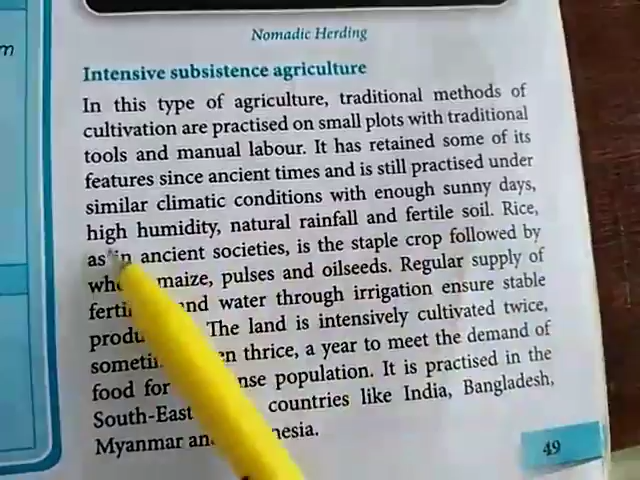 m
Nomadic Herding
Intensive subsistence agriculture
In this type of agriculture, traditional methods of
cultivation are practised on small plots with traditional
tools and manual labour. It has retained some of its
features since ancient times and is still practised under
similar climatic conditions with enough sunny days,
high humidity, natural rainfall and fertile soil. Rice,
as in ancient societies, is the staple crop followed by
maize, pulses and oilseeds. Regular supply of
and water through irrigation ensure stable
The land is intensively cultivated twice,
thrice, a year to meet the demand of
food for population. It is practised in the
South-East countries like India, Bangladesh,
Myanmar
49